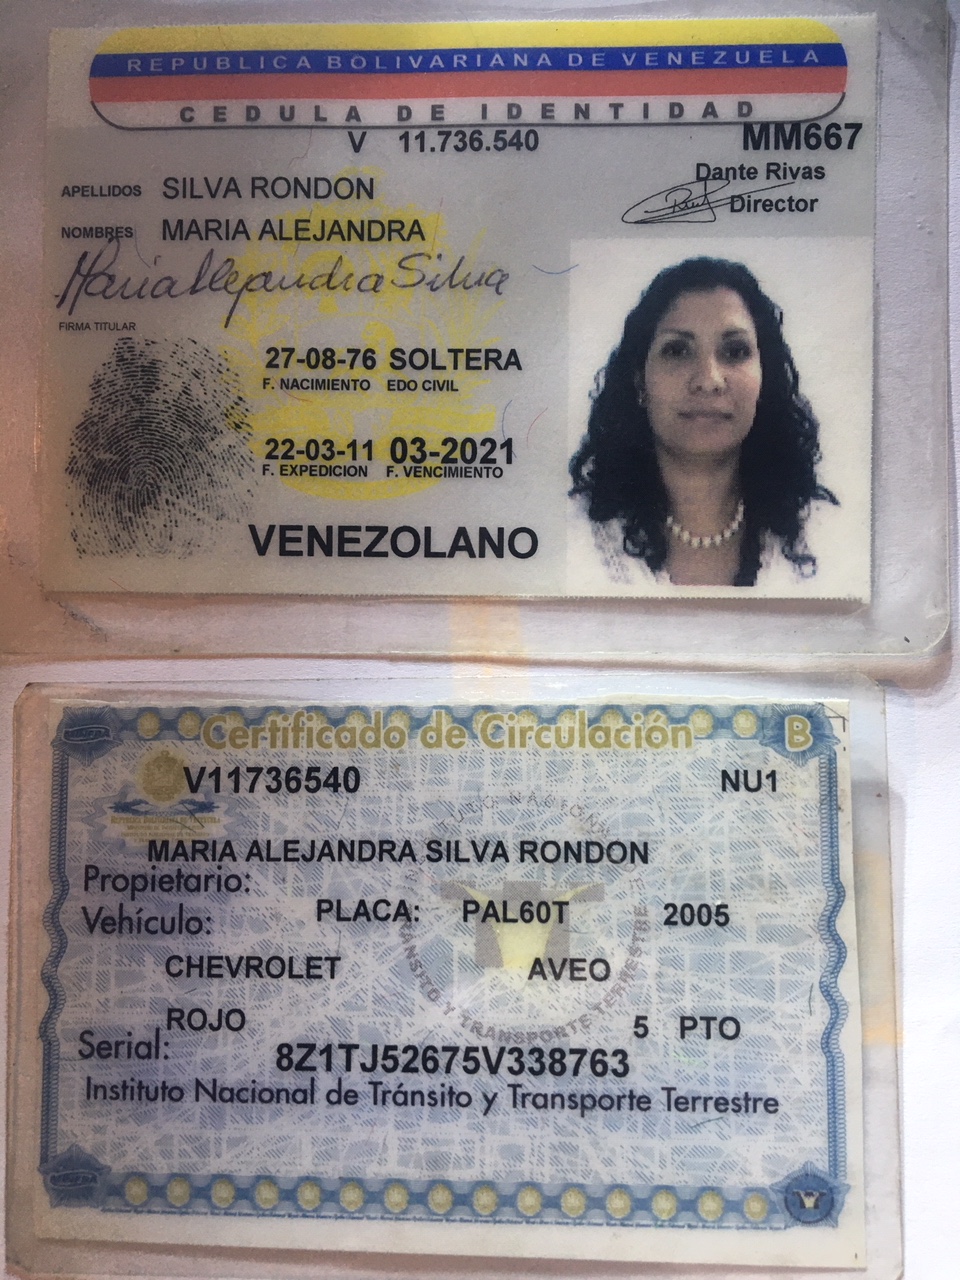 REPUBLICA BOLIVARIANA DE VENEZUELA
CEDULA DE IDENTIDAD
V 11.736.540 MM667
Dante Rivas
Director
APELLIDOS SILVA RONDON
NOMBRES MARIA ALEJANDRA
Maria Alejandra Silva
FIRMA TITULAR
27-08-76 SOLTERA
F. NACIMIENTO EDO CIVIL
22-03-11 03-2021
F. EXPEDICION F. VENCIMIENTO
VENEZOLANO
Certificado de Circulación B
V11736540 NU1
MARIA ALEJANDRA SILVA RONDON
Propietario:
Vehículo: PLACA: PAL60T 2005
CHEVROLET AVEO
ROJO 5 PTO
Serial: 8Z1TJ52675V338763
Instituto Nacional de Tránsito y Transporte Terrestre